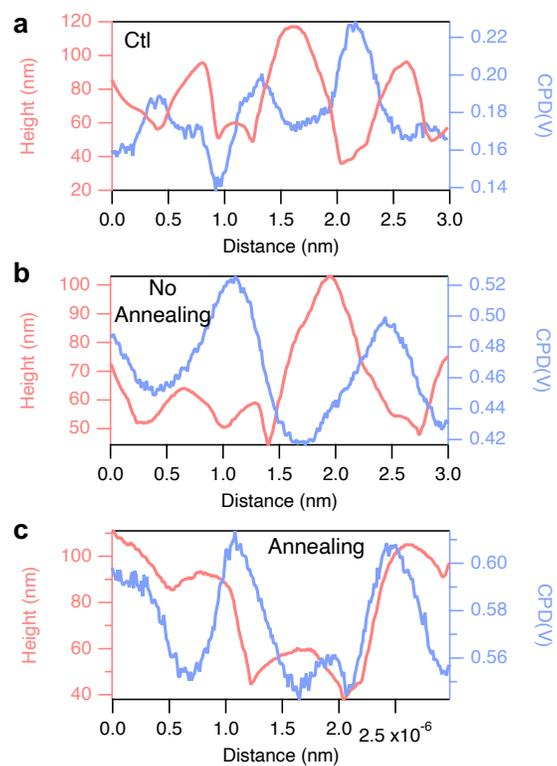 a
Ctl
Height (nm)
120
100
80
60
40
20
0.22
0.20
0.18
0.16
0.14
CPD(V)
0.0 0.5 1.0 1.5 2.0 2.5 3.0
Distance (nm)
b
No
Annealing
Height (nm)
100
90
80
70
60
50
0.52
0.50
0.48
0.46
0.44
0.42
CPD(V)
0.0 0.5 1.0 1.5 2.0 2.5 3.0
Distance (nm)
c
Annealing
Height (nm)
100
80
60
40
0.60
0.58
0.56
CPD(V)
0.0 0.5 1.0 1.5 2.0 2.5 x10⁻⁶
Distance (nm)